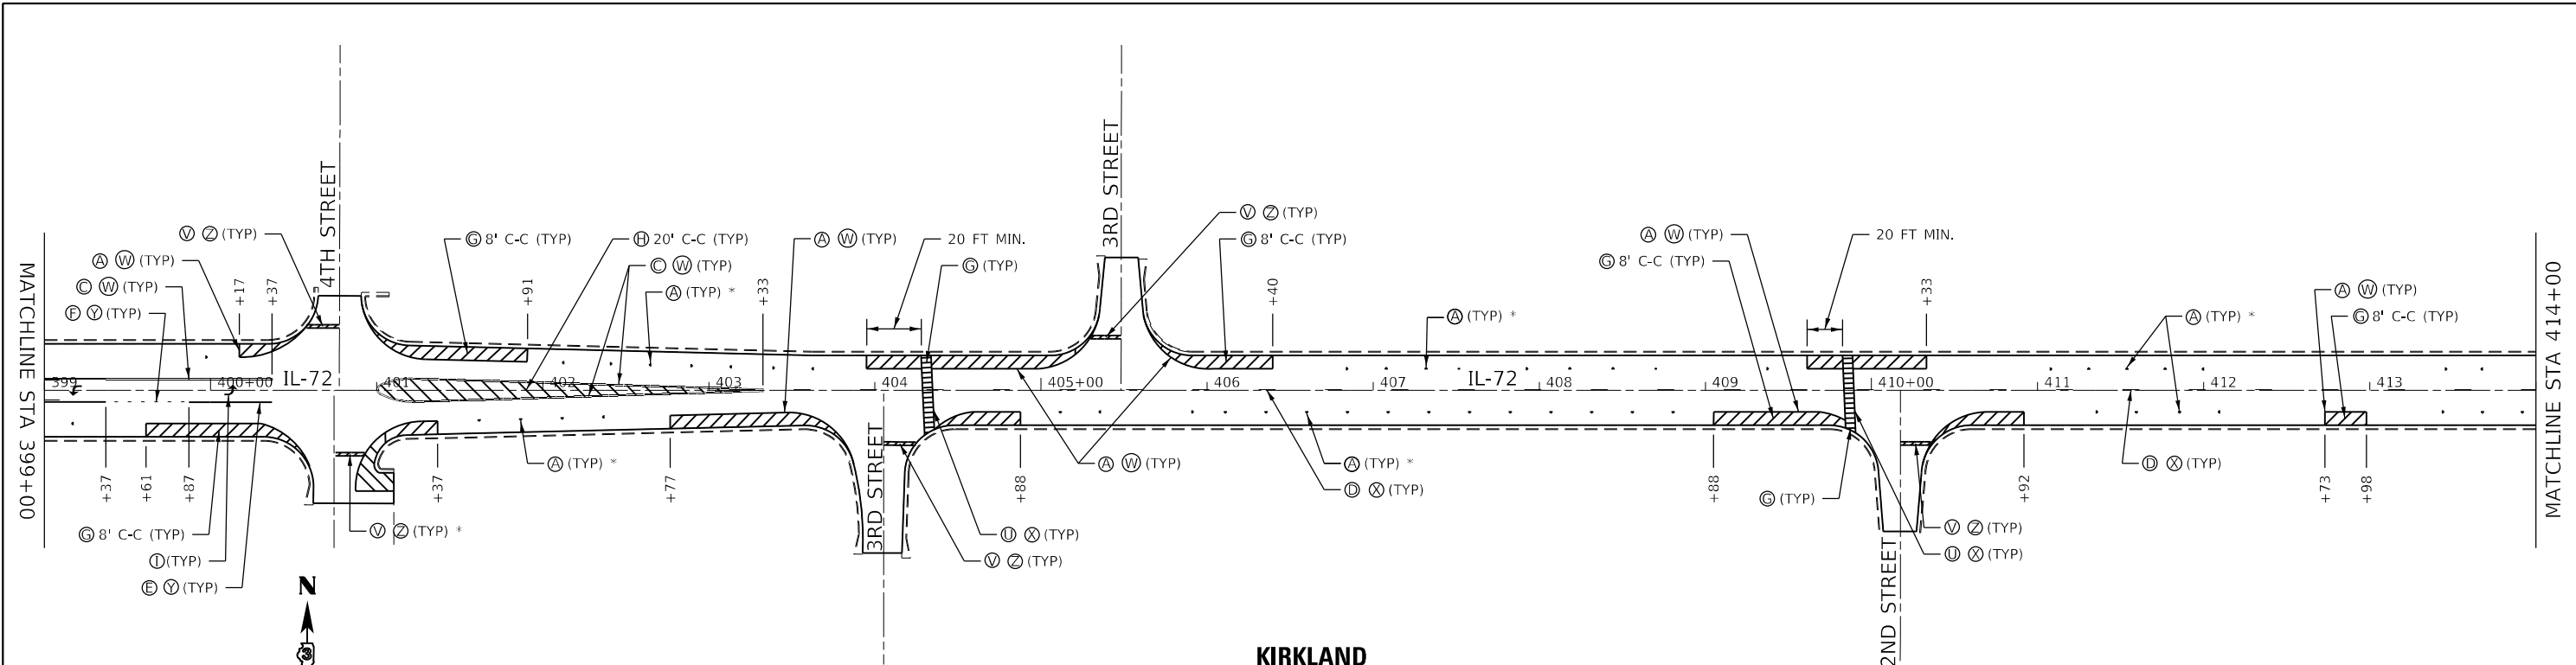 MATCHLINE STA 399+00
4TH STREET
3RD STREET
Ⓥ Ⓩ (TYP)
Ⓐ Ⓦ (TYP)
Ⓒ Ⓦ (TYP)
Ⓕ Ⓨ (TYP)
+17
+37
Ⓖ 8' C-C (TYP)
+91
Ⓗ 20' C-C (TYP)
Ⓒ Ⓦ (TYP)
Ⓐ (TYP) *
+33
Ⓐ Ⓦ (TYP)
20 FT MIN.
Ⓖ (TYP)
Ⓥ Ⓩ (TYP)
Ⓖ 8' C-C (TYP)
+40
Ⓐ (TYP) *
Ⓐ Ⓦ (TYP)
Ⓖ 8' C-C (TYP)
20 FT MIN.
+33
Ⓐ (TYP) *
Ⓐ Ⓦ (TYP)
Ⓖ 8' C-C (TYP)
MATCHLINE STA 414+00
399
400+00
IL-72
401
402
403
404
405+00
406
407
IL-72
408
409
410+00
411
412
413
+37
+61
+87
Ⓖ 8' C-C (TYP)
Ⓘ (TYP)
Ⓔ Ⓨ (TYP)
Ⓥ Ⓩ (TYP) *
+37
Ⓐ (TYP) *
+77
3RD STREET
Ⓤ Ⓧ (TYP)
Ⓥ Ⓩ (TYP)
+88
Ⓐ Ⓦ (TYP)
Ⓐ (TYP) *
Ⓓ Ⓧ (TYP)
+88
Ⓖ (TYP)
2ND STREET
Ⓥ Ⓩ (TYP)
Ⓤ Ⓧ (TYP)
+92
Ⓓ Ⓧ (TYP)
+73
+98
N
KIRKLAND